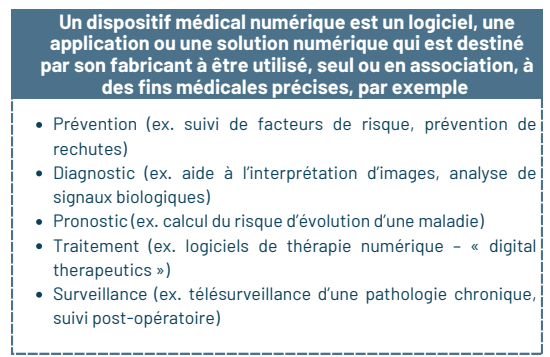 Un dispositif médical numérique est un logiciel, une
application ou une solution numérique qui est destiné
par son fabricant à être utilisé, seul ou en association, à
des fins médicales précises, par exemple
• Prévention (ex. suivi de facteurs de risque, prévention de
rechutes)
• Diagnostic (ex. aide à l’interprétation d’images, analyse de
signaux biologiques)
• Pronostic (ex. calcul du risque d’évolution d’une maladie)
• Traitement (ex. logiciels de thérapie numérique – « digital
therapeutics »)
• Surveillance (ex. télésurveillance d’une pathologie chronique,
suivi post-opératoire)